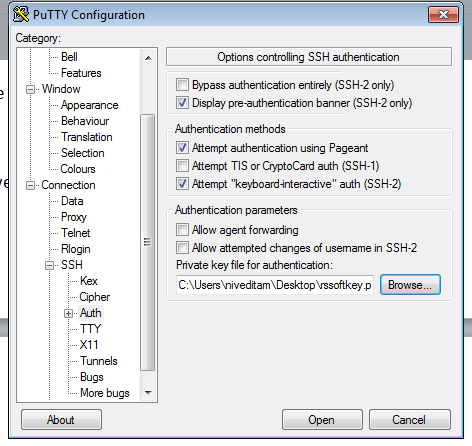 PuTTY Configuration
Category:
Bell
Features
Window
Appearance
Behaviour
Translation
Selection
Colours
Connection
Data
Proxy
Telnet
Rlogin
SSH
Kex
Cipher
Auth
TTY
X11
Tunnels
Bugs
More bugs
Options controlling SSH authentication
Bypass authentication entirely (SSH-2 only)
Display pre-authentication banner (SSH-2 only)
Authentication methods
Attempt authentication using Pageant
Attempt TIS or CryptoCard auth (SSH-1)
Attempt "keyboard-interactive" auth (SSH-2)
Authentication parameters
Allow agent forwarding
Allow attempted changes of username in SSH-2
Private key file for authentication:
C:\Users\niveditam\Desktop\rssoftkey.p Browse...
About Open Cancel